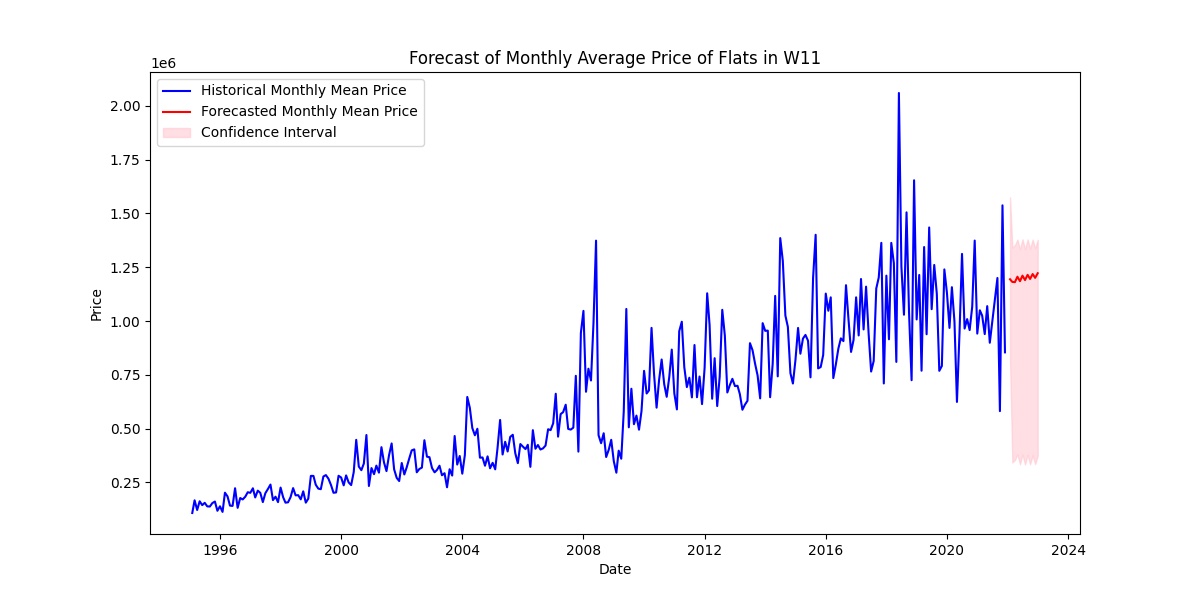 Forecast of Monthly Average Price of Flats in W11
1e6
Historical Monthly Mean Price
Forecasted Monthly Mean Price
Confidence Interval
2.00
1.75
1.50
1.25
1.00
0.75
0.50
0.25
Price
1996 2000 2004 2008 2012 2016 2020 2024
Date